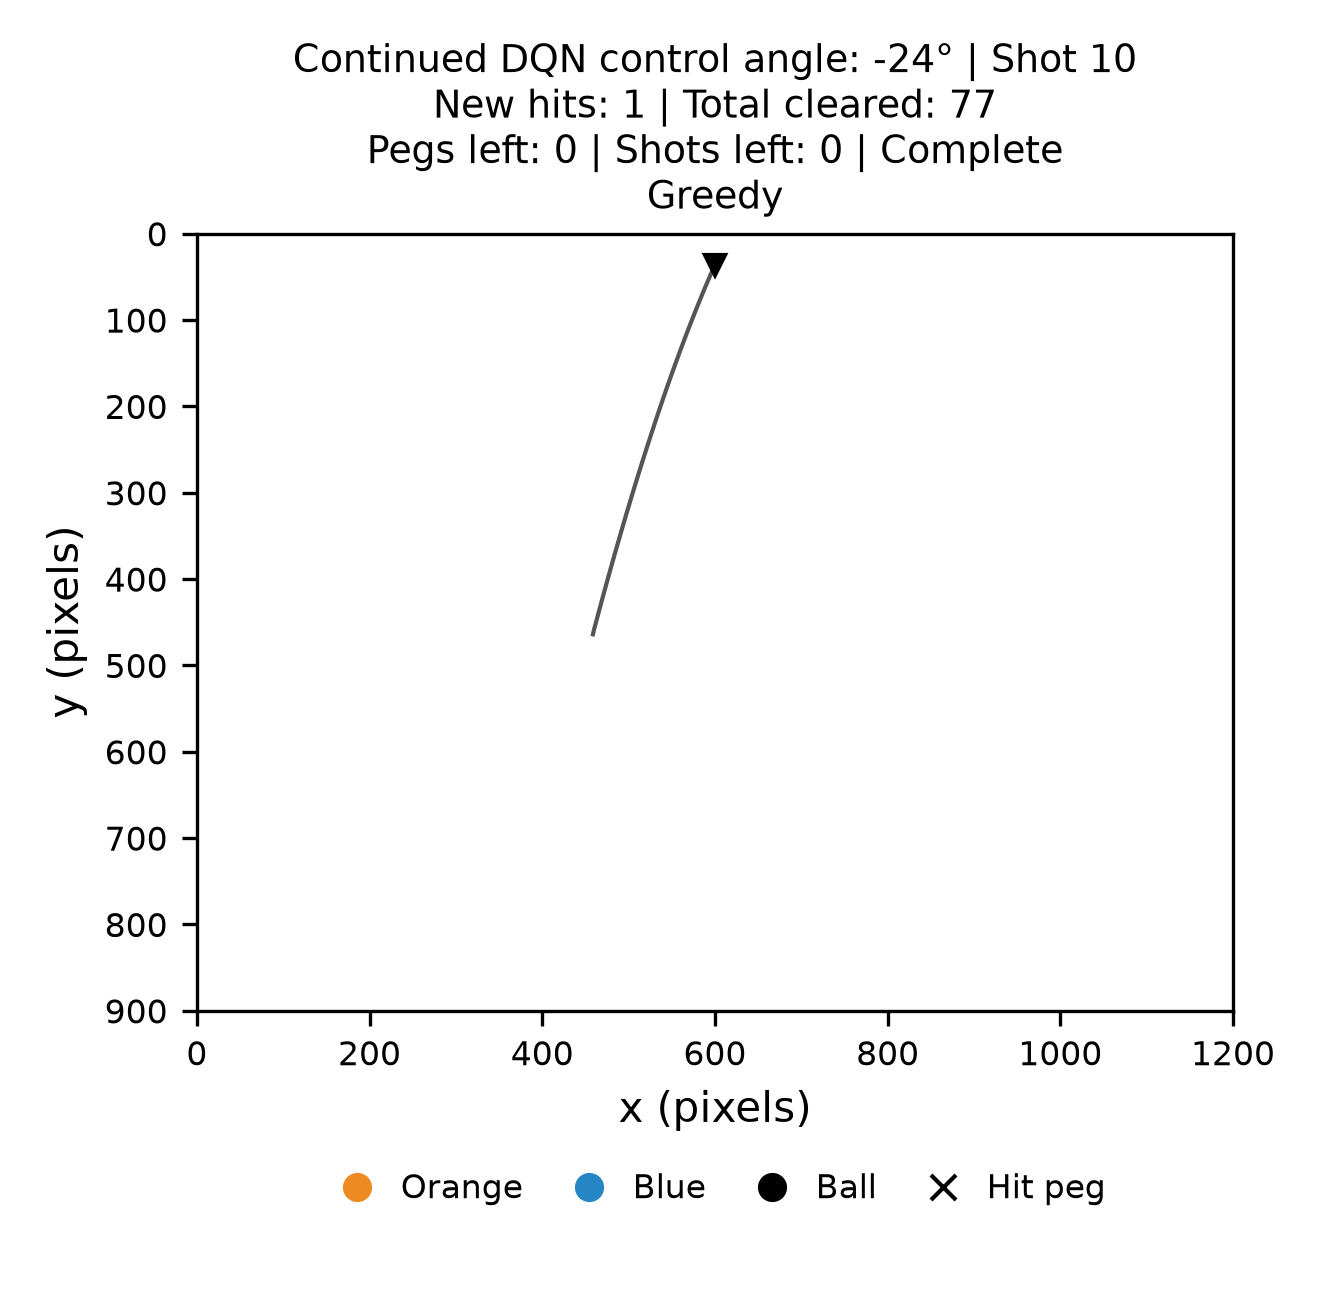 Continued DQN control angle: -24° | Shot 10
New hits: 1 | Total cleared: 77
Pegs left: 0 | Shots left: 0 | Complete
Greedy
0
100
200
300
400
500
600
700
800
900
y (pixels)
0 200 400 600 800 1000 1200
x (pixels)
Orange Blue Ball Hit peg